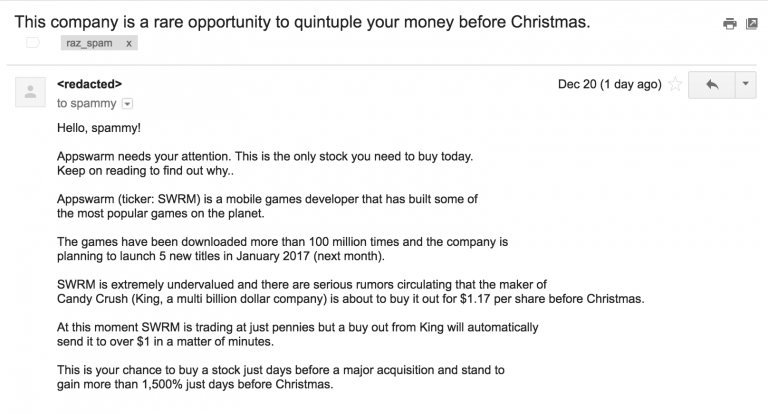 This company is a rare opportunity to quintuple your money before Christmas.
raz_spam x
<redacted>
Dec 20 (1 day ago)
to spammy
Hello, spammy!
Appswarm needs your attention. This is the only stock you need to buy today.
Keep on reading to find out why..
Appswarm (ticker: SWRM) is a mobile games developer that has built some of
the most popular games on the planet.
The games have been downloaded more than 100 million times and the company is
planning to launch 5 new titles in January 2017 (next month).
SWRM is extremely undervalued and there are serious rumors circulating that the maker of
Candy Crush (King, a multi billion dollar company) is about to buy it out for $1.17 per share before Christmas.
At this moment SWRM is trading at just pennies but a buy out from King will automatically
send it to over $1 in a matter of minutes.
This is your chance to buy a stock just days before a major acquisition and stand to
gain more than 1,500% just days before Christmas.